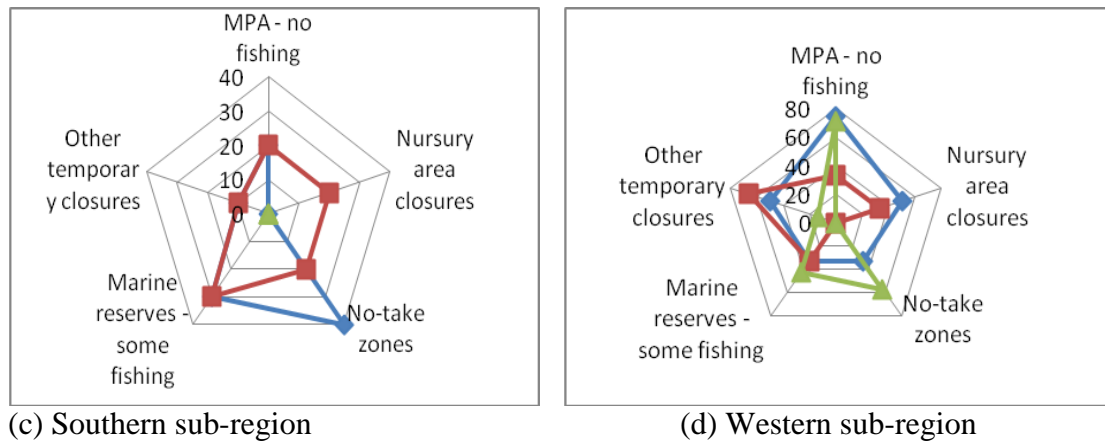 MPA - no
fishing
40
30
20
10
0
Nursury
area
closures
No-take
zones
Marine
reserves -
some
fishing
Other
temporar
y closures
(c) Southern sub-region
MPA - no
fishing
80
60
40
20
0
Nursury
area
closures
No-take
zones
Marine
reserves -
some fishing
Other
temporary
closures
(d) Western sub-region